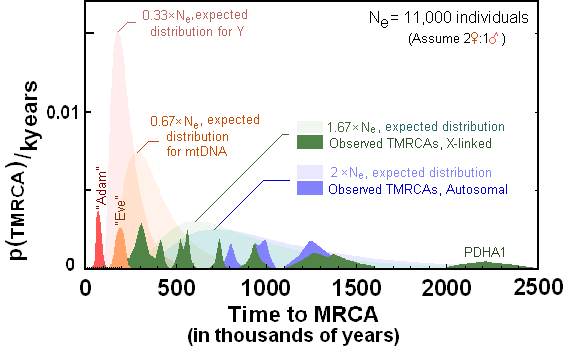 0.33×Ne, expected
distribution for Y
Ne= 11,000 individuals
(Assume 2♀:1♂)
0.01
0.67×Ne, expected
distribution
for mtDNA
1.67×Ne, expected distribution
Observed TMRCAs, X-linked
2×Ne, expected distribution
Observed TMRCAs, Autosomal
"Adam"
"Eve"
p(TMRCA)/kyears
PDHA1
0
0 500 1000 1500 2000 2500
Time to MRCA
(in thousands of years)